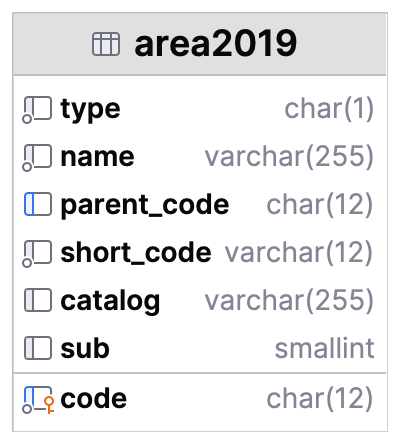 area2019
type char(1)
name varchar(255)
parent_code char(12)
short_code varchar(12)
catalog varchar(255)
sub smallint
code char(12)